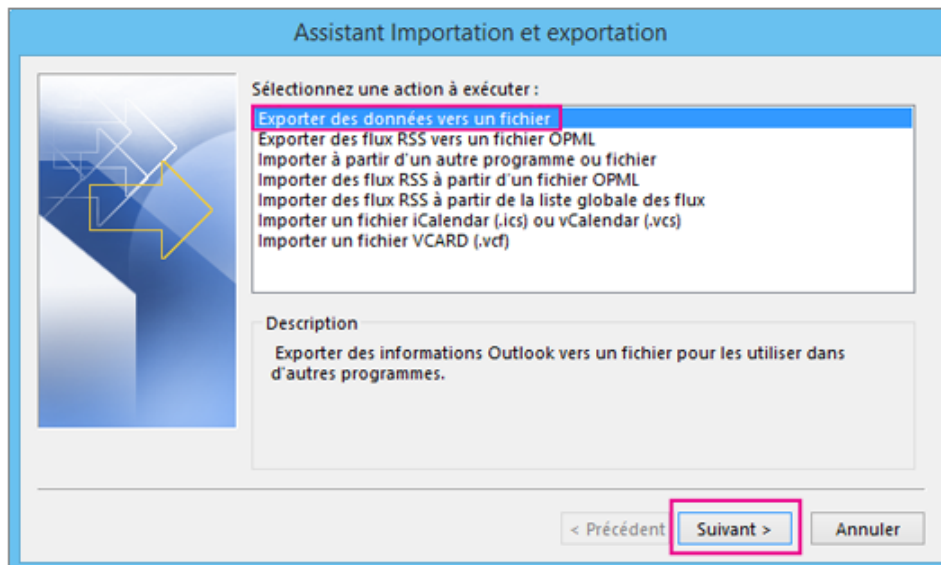 Assistant Importation et exportation
Sélectionnez une action à exécuter :
Exporter des données vers un fichier
Exporter des flux RSS vers un fichier OPML
Importer à partir d'un autre programme ou fichier
Importer des flux RSS à partir d'un fichier OPML
Importer des flux RSS à partir de la liste globale des flux
Importer un fichier iCalendar (.ics) ou vCalendar (.vcs)
Importer un fichier VCARD (.vcf)
Description
Exporter des informations Outlook vers un fichier pour les utiliser dans
d'autres programmes.
< Précédent
Suivant >
Annuler